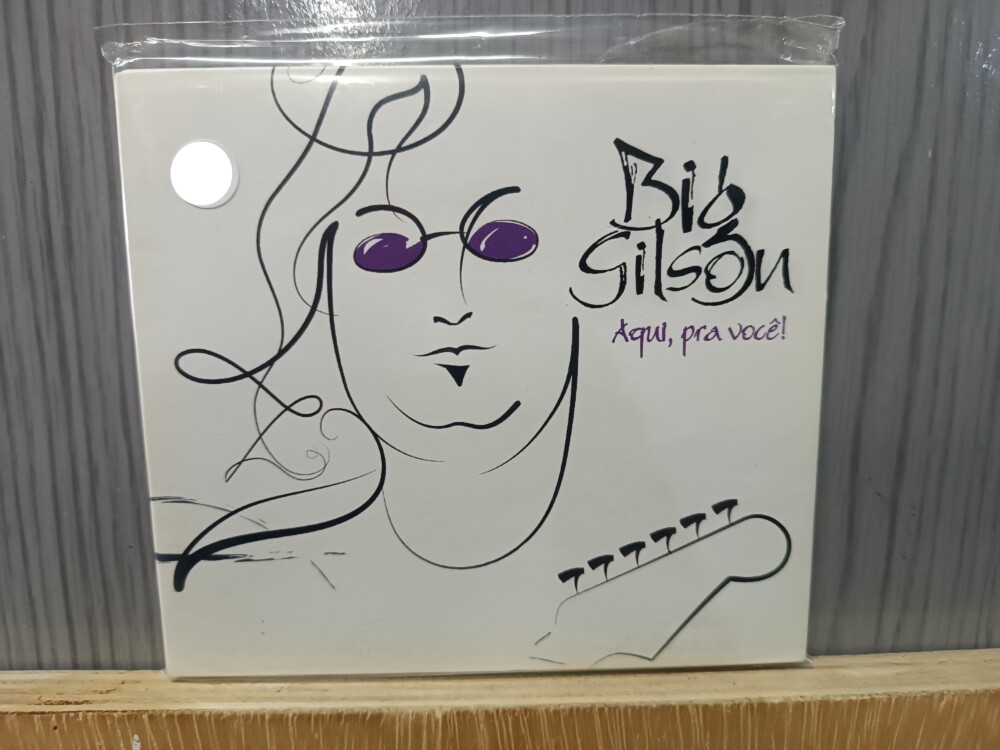 Big
Gilson
Aqui, pra você!